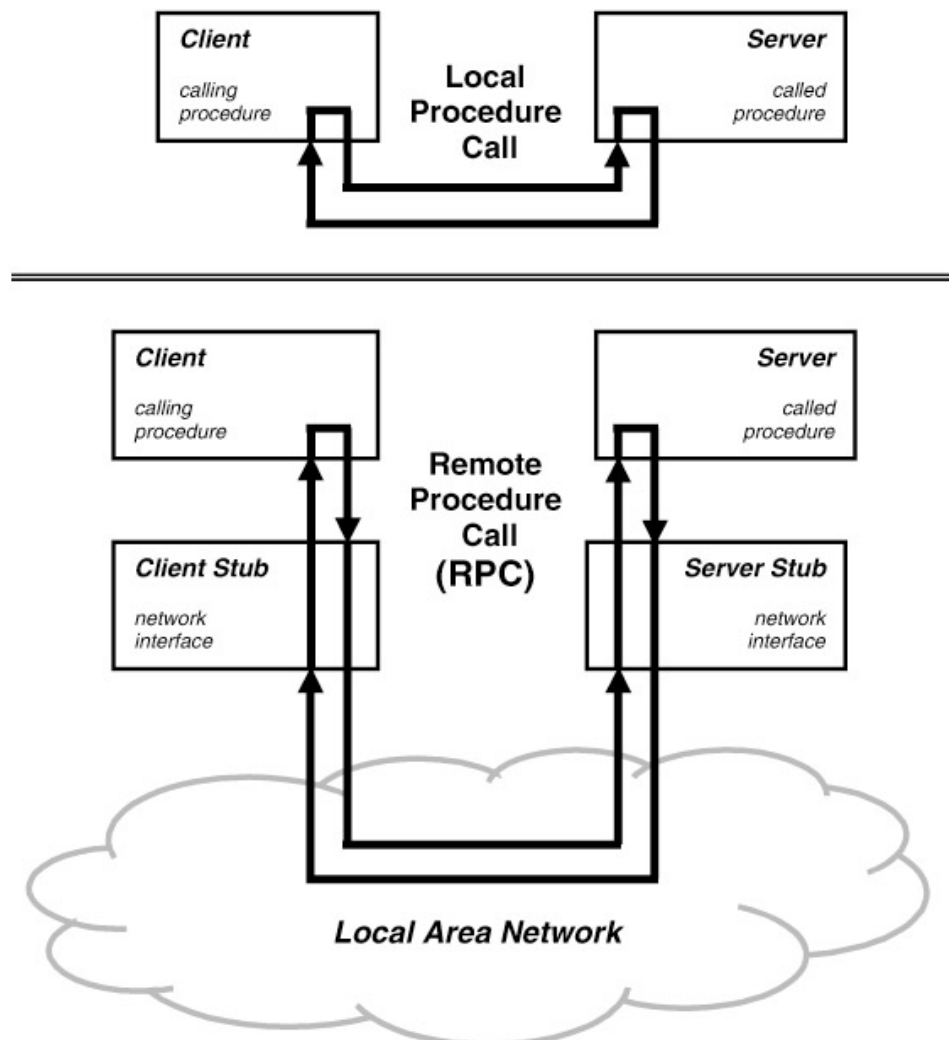 Client
calling
procedure
Local
Procedure
Call
Server
called
procedure
Client
calling
procedure
Remote
Procedure
Call
(RPC)
Server
called
procedure
Client Stub
network
interface
Server Stub
network
interface
Local Area Network